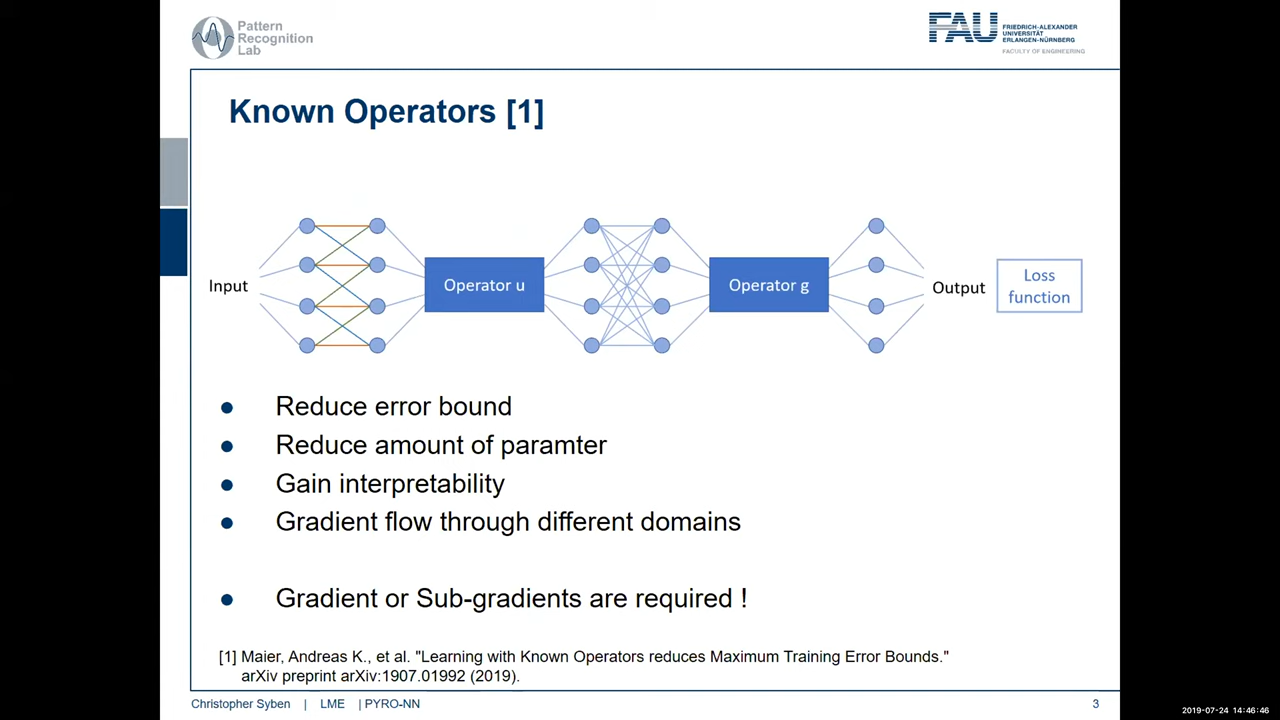 Pattern
Recognition
Lab
FAU
FRIEDRICH-ALEXANDER
UNIVERSITÄT
ERLANGEN-NÜRNBERG
FACULTY OF ENGINEERING
Known Operators [1]
Input
Operator u
Operator g
Output
Loss
function
● Reduce error bound
● Reduce amount of paramter
● Gain interpretability
● Gradient flow through different domains
● Gradient or Sub-gradients are required !
[1] Maier, Andreas K., et al. "Learning with Known Operators reduces Maximum Training Error Bounds."
arXiv preprint arXiv:1907.01992 (2019).
Christopher Syben | LME | PYRO-NN
3
2019-07-24 14:46:46